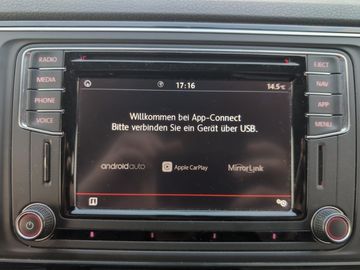 RADIO
MEDIA
PHONE
VOICE
17:16
14.5°C
Willkommen bei App-Connect
Bitte verbinden Sie ein Gerät über USB.
androidauto
Apple CarPlay
MirrorLink
EJECT
NAV
APP
MENU